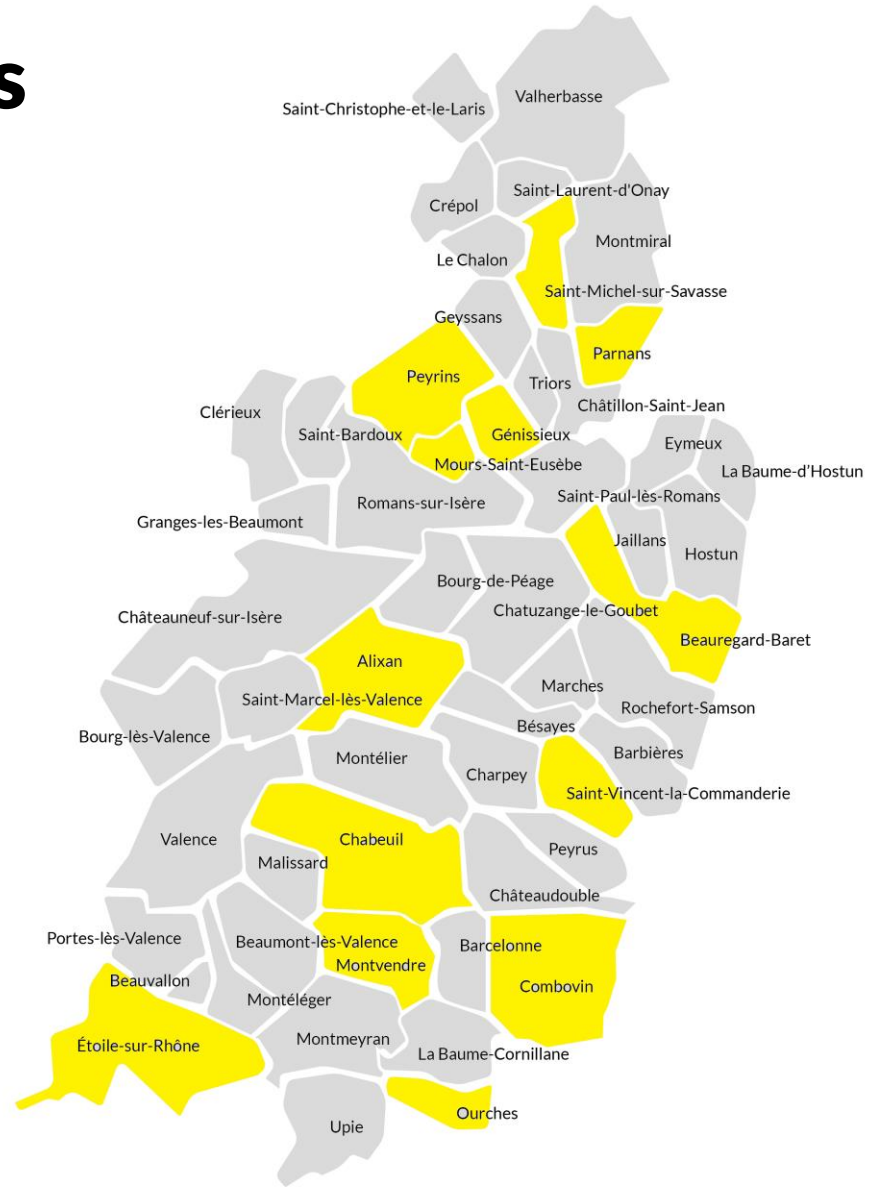 s
Valherbasse
Saint-Christophe-et-le-Laris
Saint-Laurent-d'Onay
Crépol
Montmiral
Le Chalon
Saint-Michel-sur-Savasse
Geyssans
Parnans
Peyrins
Triors
Châtillon-Saint-Jean
Clérieux
Saint-Bardoux
Génissieux
Eymeux
Mours-Saint-Eusèbe
La Baume-d'Hostun
Saint-Paul-lès-Romans
Romans-sur-Isère
Granges-les-Beaumont
Jaillans
Hostun
Bourg-de-Péage
Chatuzange-le-Goubet
Châteauneuf-sur-Isère
Beauregard-Baret
Alixan
Marches
Saint-Marcel-lès-Valence
Rochefort-Samson
Bésayes
Bourg-lès-Valence
Barbières
Montélier
Charpey
Saint-Vincent-la-Commanderie
Valence
Chabeuil
Peyrus
Malissard
Châteaudouble
Portes-lès-Valence
Beaumont-lès-Valence
Barcelonne
Montvendre
Beauvallon
Combovin
Montéléger
Montmeyran
Étoile-sur-Rhône
La Baume-Cornillane
Ourches
Upie